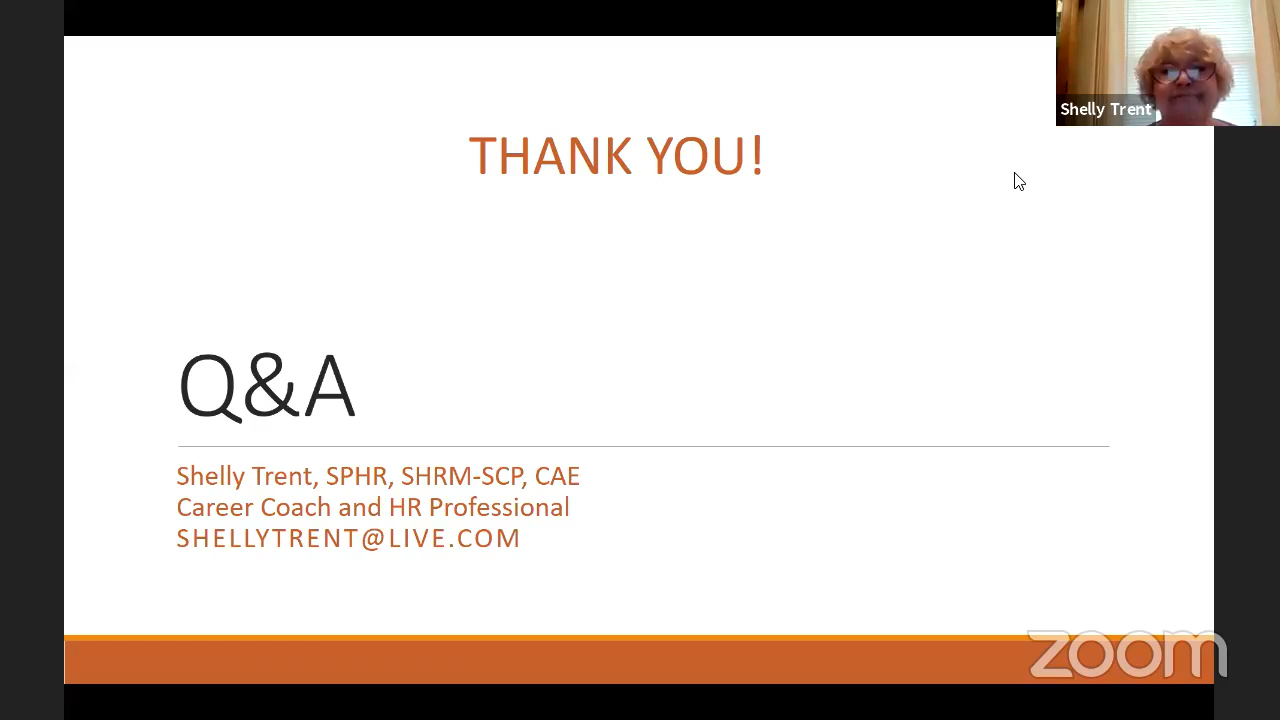 Shelly Trent
THANK YOU!
Q&A
Shelly Trent, SPHR, SHRM-SCP, CAE
Career Coach and HR Professional
SHELLYTRENT@LIVE.COM
zoom